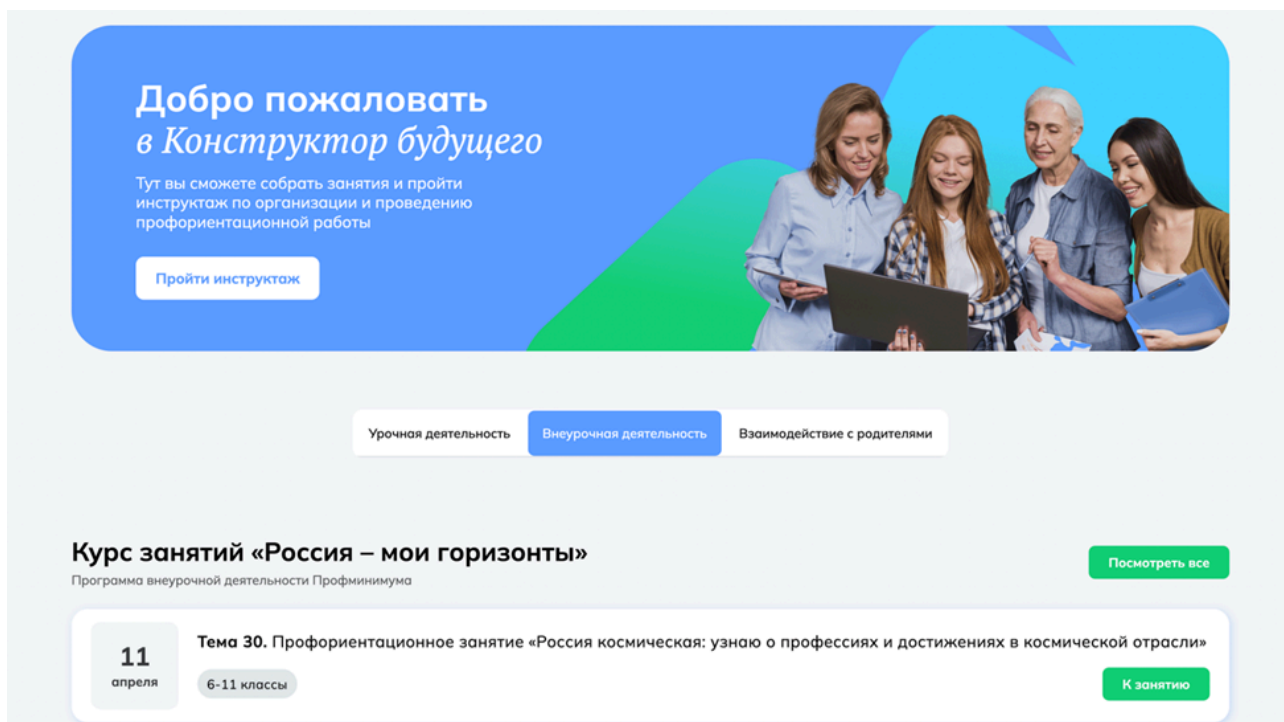 Добро пожаловать
в Конструктор будущего
Тут вы сможете собрать занятия и пройти
инструктаж по организации и проведению
профориентационной работы
Пройти инструктаж
Урочная деятельность
Внеурочная деятельность
Взаимодействие с родителями
Курс занятий «Россия – мои горизонты»
Программа внеурочной деятельности Профминимума
Посмотреть все
11
апреля
Тема 30. Профориентационное занятие «Россия космическая: узнаю о профессиях и достижениях в космической отрасли»
6-11 классы
К занятию